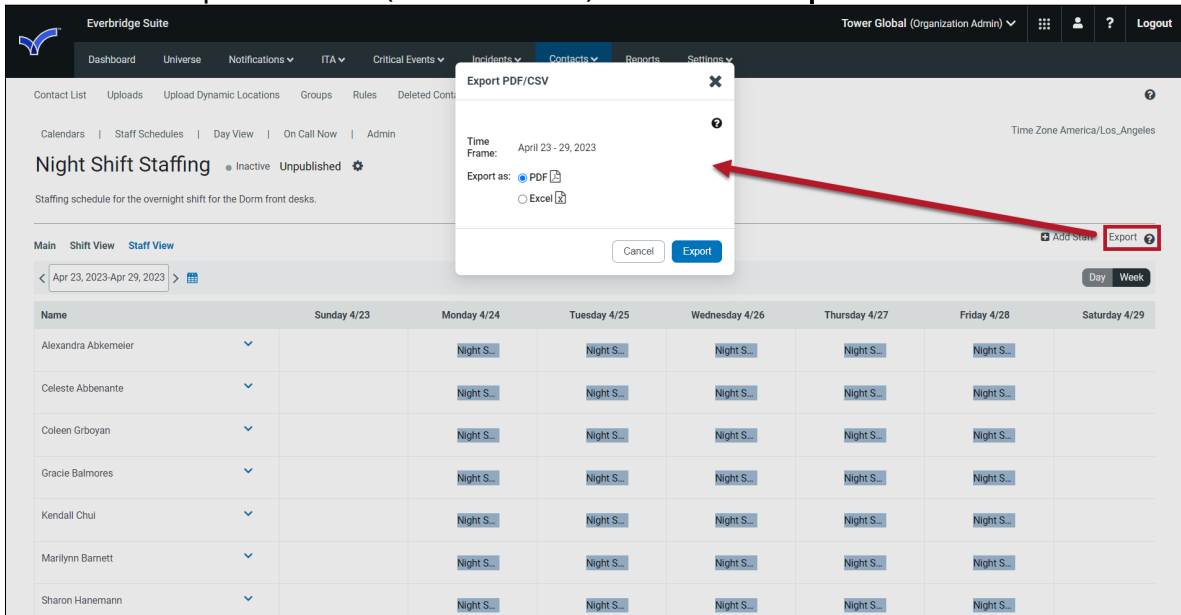 Everbridge Suite
Tower Global (Organization Admin)
?
Logout
Dashboard Universe Notifications ITA Critical Events Incidents Contacts Reports Settings
Export PDF/CSV
Contact List Uploads Upload Dynamic Locations Groups Rules Deleted Conta
Calendars | Staff Schedules | Day View | On Call Now | Admin
Time Zone America/Los_Angeles
Time Frame:
April 23 - 29, 2023
Night Shift Staffing Inactive Unpublished
Export as: PDF
Excel
Staffing schedule for the overnight shift for the Dorm front desks.
Main Shift View Staff View
Add Staff Export
Cancel Export
Apr 23, 2023-Apr 29, 2023
Day Week
Name Sunday 4/23 Monday 4/24 Tuesday 4/25 Wednesday 4/26 Thursday 4/27 Friday 4/28 Saturday 4/29
Alexandra Abkemeier Night S... Night S... Night S... Night S... Night S...
Celeste Abbenante Night S... Night S... Night S... Night S... Night S...
Coleen Grboyan Night S... Night S... Night S... Night S... Night S...
Gracie Balmores Night S... Night S... Night S... Night S... Night S...
Kendall Chui Night S... Night S... Night S... Night S... Night S...
Marilynn Barnett Night S... Night S... Night S... Night S... Night S...
Sharon Hanemann Night S... Night S... Night S... Night S... Night S...